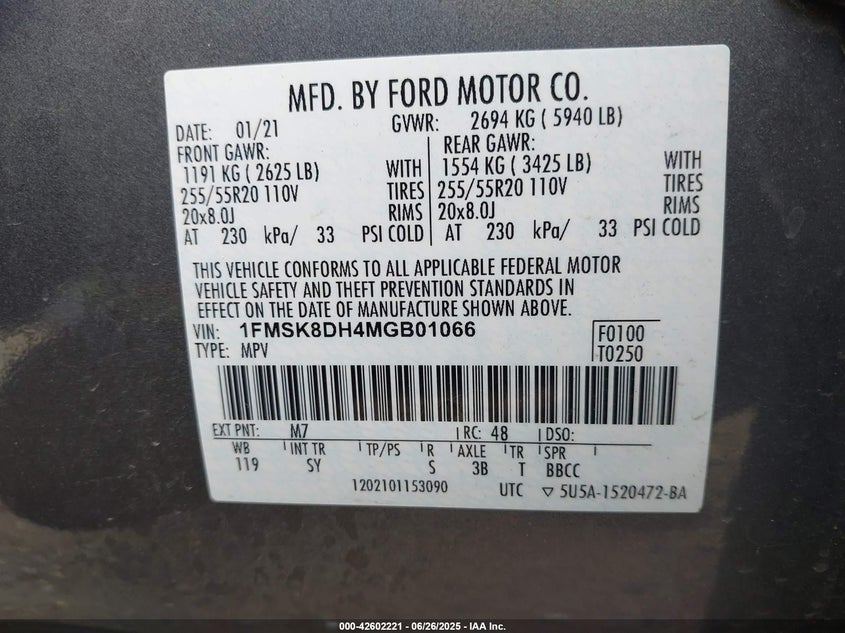 MFD. BY FORD MOTOR CO.
DATE: 01/21 GVWR: 2694 KG ( 5940 LB)
FRONT GAWR: REAR GAWR:
1191 KG ( 2625 LB) WITH 1554 KG ( 3425 LB) WITH
255/55R20 110V TIRES 255/55R20 110V TIRES
20x8.0J RIMS 20x8.0J RIMS
AT 230 kPa/ 33 PSI COLD AT 230 kPa/ 33 PSI COLD
THIS VEHICLE CONFORMS TO ALL APPLICABLE FEDERAL MOTOR
VEHICLE SAFETY AND THEFT PREVENTION STANDARDS IN
EFFECT ON THE DATE OF MANUFACTURE SHOWN ABOVE.
VIN: 1FMSK8DH4MGB01066 F0100
TYPE: MPV T0250
EXT PNT: M7 RC: 48 DSO:
WB INT TR TP/PS R AXLE TR SPR
119 SY S 3B T BBCC
1202101153090 UTC ▽ 5U5A-1520472-BA
000-42602221 - 06/26/2025 - IAA Inc.